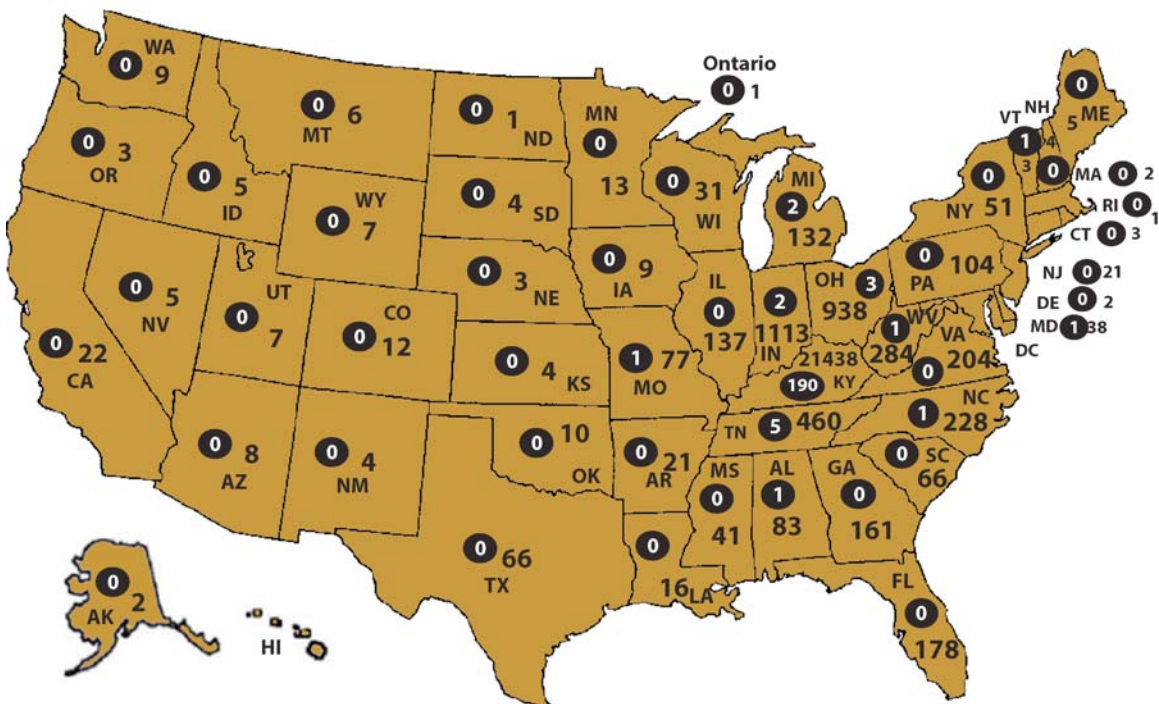 WA
0 9
0 3
OR
0 5
ID
0 6
MT
0 1
ND
0 4 SD
WY
0 7
0 3 NE
0 5
NV
UT
0
7
CO
0 12
0 4 KS
0 22
CA
0 8
AZ
0 4
NM
0 10
OK
0 66
TX
0
AK 2
HI
MN
0
13
0 31
WI
0 9
IA
1 77
MO
0 21
AR
0
16 LA
Ontario
0 1
MI
2
132
IL
0
137
2
1113
IN
OH 3
938
21438
190 KY
TN 5 460
MS
0
41
AL
1
83
GA
0
161
FL
0
178
0 SC
66
NC
1 228
WV
1
284
VA
204
0
0 104
PA
0
NY 51
VT
1
3
NH
4
0
0
5 ME
MA 0 2
RI 0
1
CT 0 3
NJ 0 21
DE 0 2
MD 1 38
DC